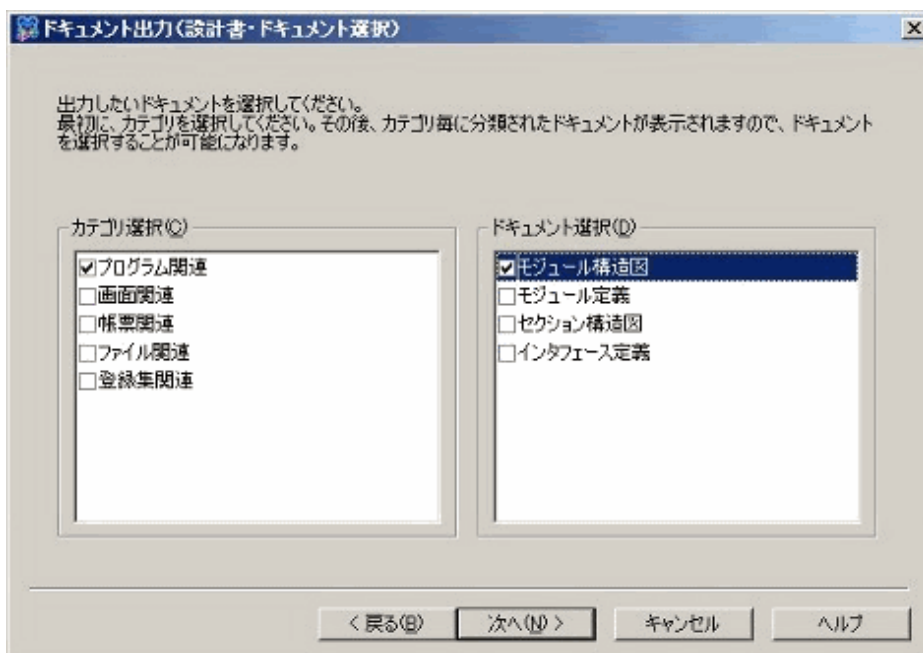 ドキュメント出力(設計書・ドキュメント選択)
出力したいドキュメントを選択してください。
最初に、カテゴリを選択してください。その後、カテゴリ毎に分類されたドキュメントが表示されますので、ドキュメント
を選択することが可能になります。
カテゴリ選択(C)
プログラム関連
画面関連
帳票関連
ファイル関連
登録集関連
ドキュメント選択(D)
モジュール構造図
モジュール定義
セクション構造図
インタフェース定義
< 戻る(B)
次へ(N) >
キャンセル
ヘルプ